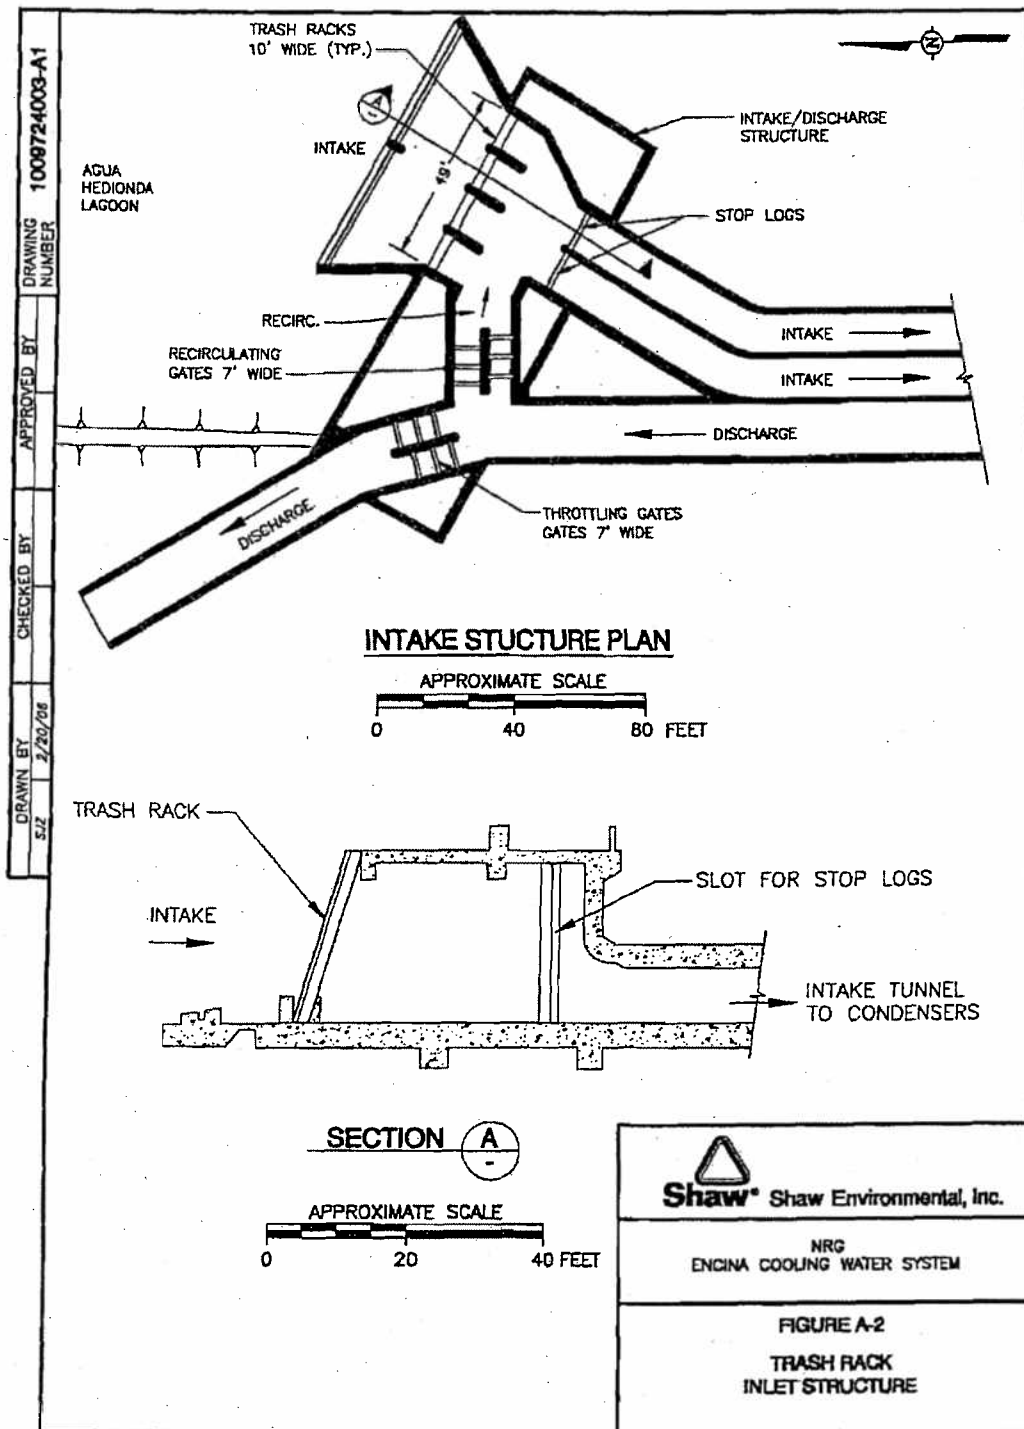 TRASH RACKS
10' WIDE (TYP.)
A
-
INTAKE
49'
AGUA
HEDIONDA
LAGOON
N
INTAKE/DISCHARGE
STRUCTURE
STOP LOGS
RECIRC.
RECIRCULATING
GATES 7' WIDE
INTAKE
INTAKE
DISCHARGE
DISCHARGE
THROTTLING GATES
GATES 7' WIDE
INTAKE STUCTURE PLAN
APPROXIMATE SCALE
0 40 80 FEET
TRASH RACK
INTAKE
SLOT FOR STOP LOGS
INTAKE TUNNEL
TO CONDENSERS
SECTION A
-
APPROXIMATE SCALE
0 20 40 FEET
DRAWING
NUMBER
1009724003-A1
APPROVED BY
CHECKED BY
DRAWN BY
SJZ 2/20/06
Shaw® Shaw Environmental, Inc.
NRG
ENCINA COOLING WATER SYSTEM
FIGURE A-2
TRASH RACK
INLET STRUCTURE